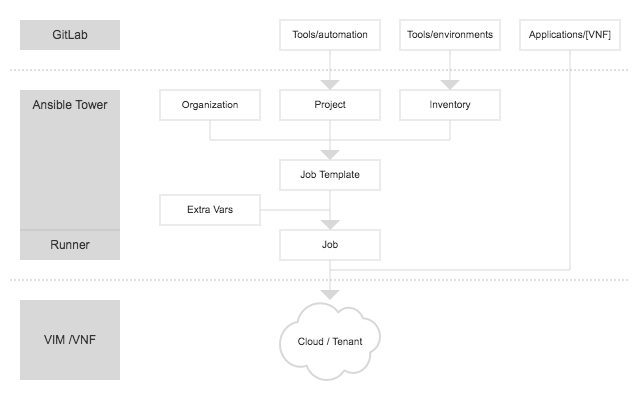 GitLab
Tools/automation
Tools/environments
Applications/[VNF]
Ansible Tower
Organization
Project
Inventory
Job Template
Extra Vars
Runner
Job
VIM /VNF
Cloud / Tenant